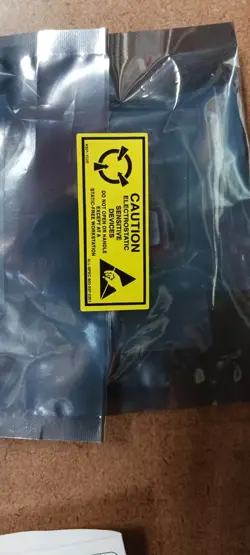 CAUTION
ELECTROSTATIC
SENSITIVE
DEVICES
DO NOT OPEN OR HANDLE
EXCEPT AT A
STATIC-FREE WORKSTATION